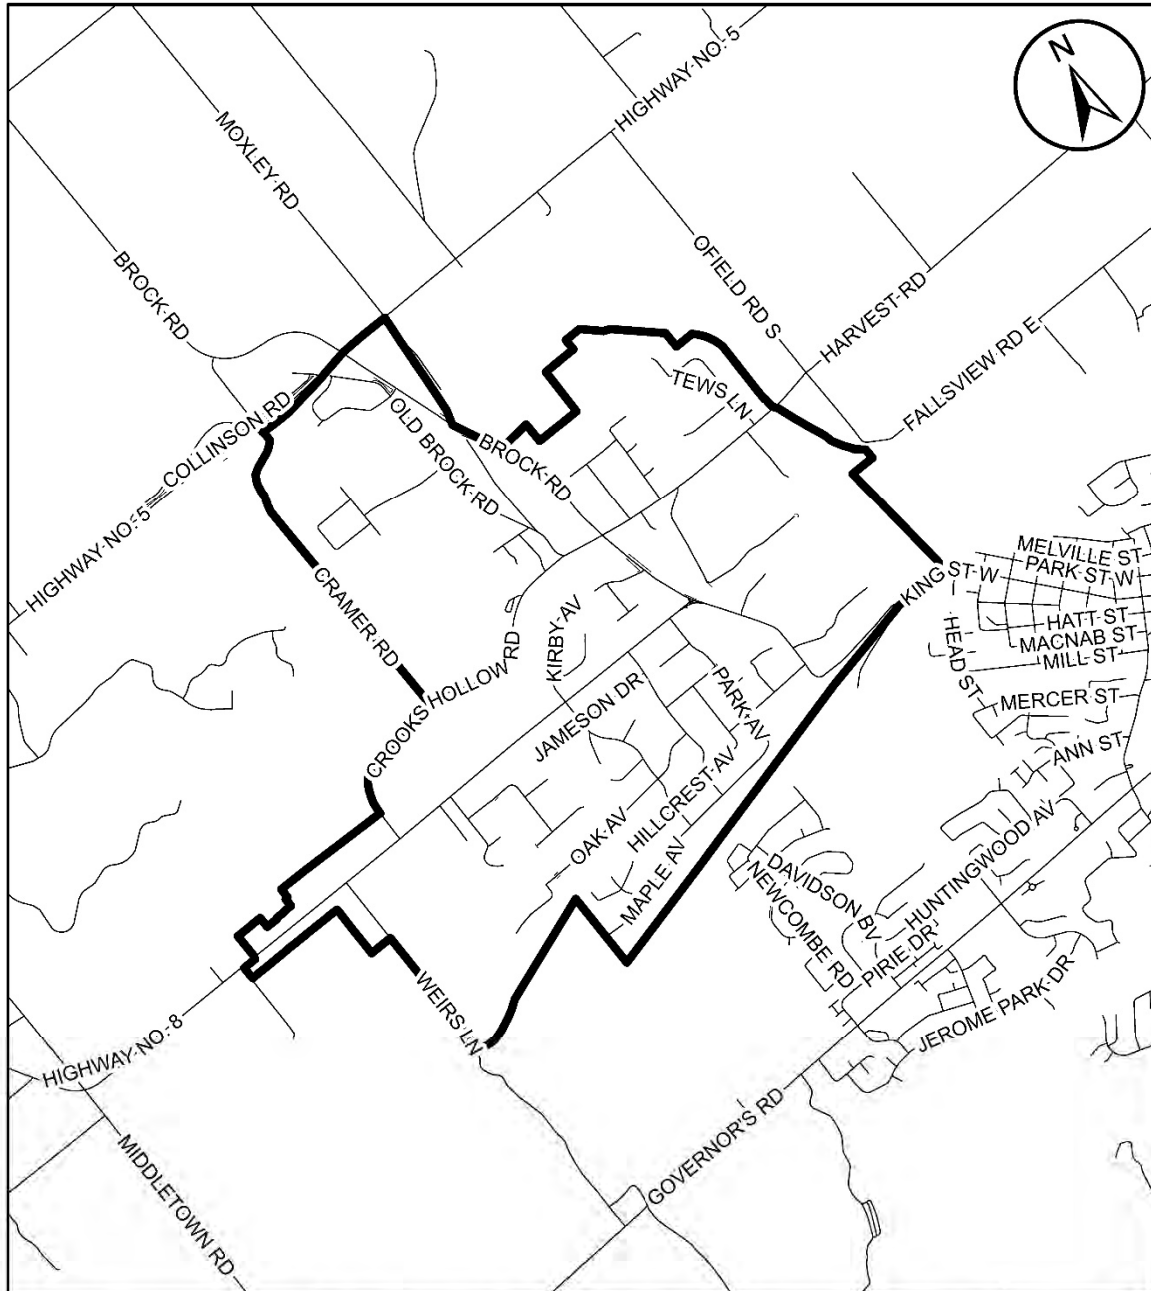 HIGHWAY NO. 5
N
MOXLEY RD
BROCK RD
OFIELD RD S
HARVEST RD
FALLSVIEW RD E
TEWS LN
COLLINSON RD
OLD BROCK RD
BROCK RD
HIGHWAY NO. 5
CRAMER RD
KING ST W
MELVILLE ST
PARK ST W
HATT ST
MACNAB ST
MILL ST
HEAD ST
MERCER ST
ANN ST
KIRBY AV
CROOKS HOLLOW RD
JAMESON DR
PARK AV
HILLCREST AV
OAK AV
MAPLE AV
DAVIDSON BV
NEWCOMBE RD
HUNTINGWOOD AV
PIRIE DR
JEROME PARK DR
WEIRS LN
HIGHWAY NO. 8
GOVERNOR'S RD
MIDDLETOWN RD